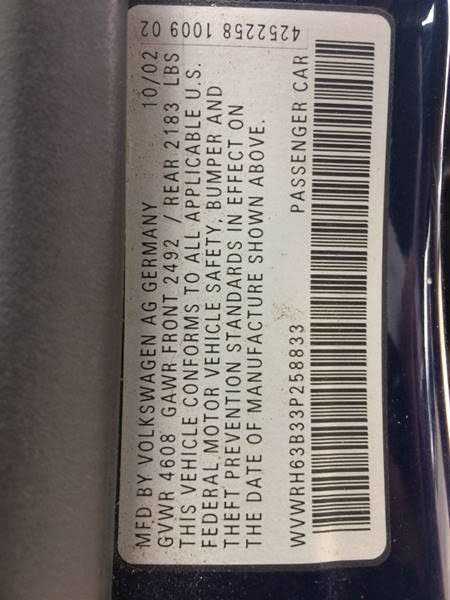 MFD BY VOLKSWAGEN AG GERMANY 10/02
GVWR 4608 GAWR FRONT 2492 / REAR 2183 LBS
THIS VEHICLE CONFORMS TO ALL APPLICABLE U.S.
FEDERAL MOTOR VEHICLE SAFETY, BUMPER AND
THEFT PREVENTION STANDARDS IN EFFECT ON
THE DATE OF MANUFACTURE SHOWN ABOVE.
WVWRH63B33P258833 PASSENGER CAR
4252258 1009 02